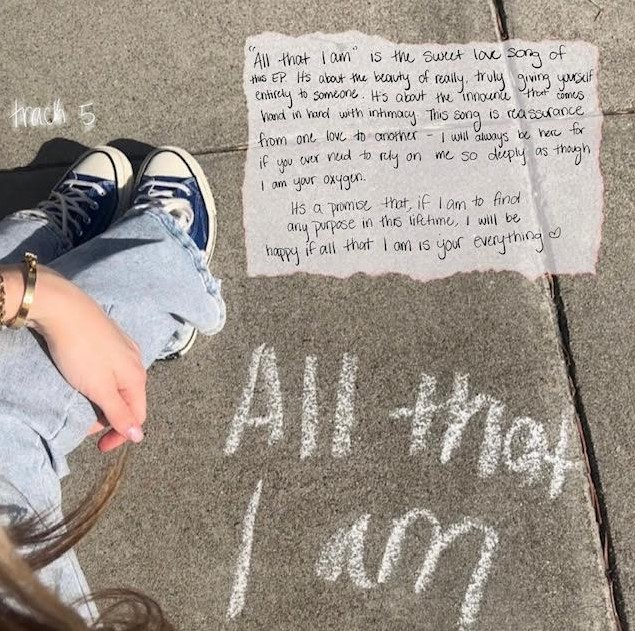 track 5
"All that I am" is the sweet love song of
this EP. It's about the beauty of really, truly giving yourself
entirely to someone. It's about the innocence that comes
hand in hand with intimacy. This song is reassurance
from one love to another - I will always be here for
if you ever need to rely on me so deeply as though
I am your oxygen.
It's a promise that, if I am to find
any purpose in this lifetime, I will be
happy if all that I am is your everything ♡
All that
I am